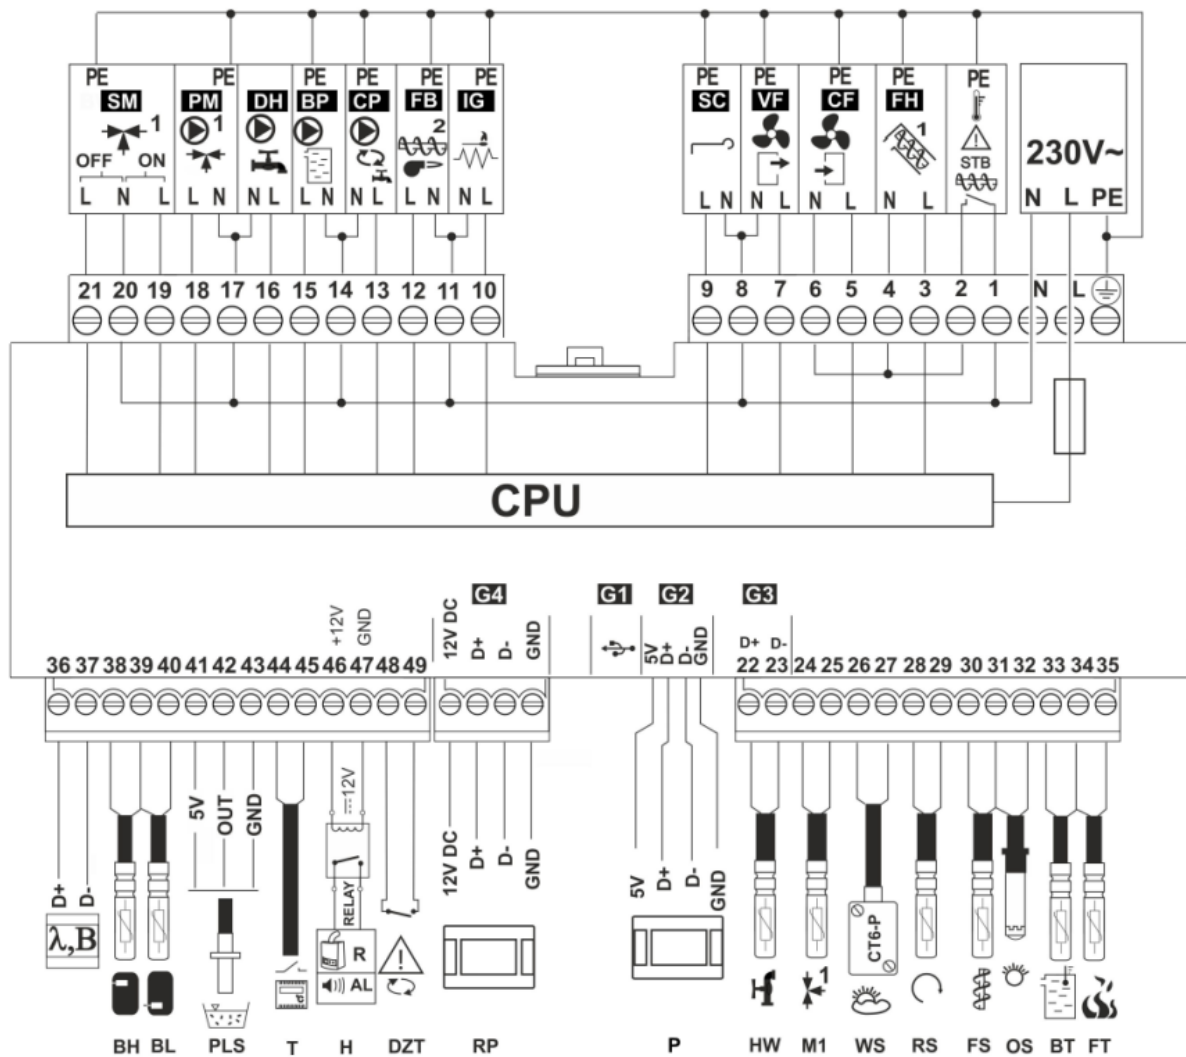 PE PE PE PE PE PE PE PE PE PE PE
SM PM DH BP CP FB IG SC VF CF FH
1 1 2 1
OFF ON STB 230V~
L N L L N N L L N N L L N N L L N N L N L N L N L PE
21 20 19 18 17 16 15 14 13 12 11 10 9 8 7 6 5 4 3 2 1 N L
CPU
G4 G1 G2 G3
+12V GND 12V DC D+ D- GND 5V D+ D- GND D+ D-
36 37 38 39 40 41 42 43 44 45 46 47 48 49 22 23 24 25 26 27 28 29 30 31 32 33 34 35
D+ D- 5V OUT GND 12V 12V DC D+ D- GND 5V D+ D- GND
RELAY
λ,B R CT6-P
AL 1
BH BL PLS T H DZT RP P HW M1 WS RS FS OS BT FT